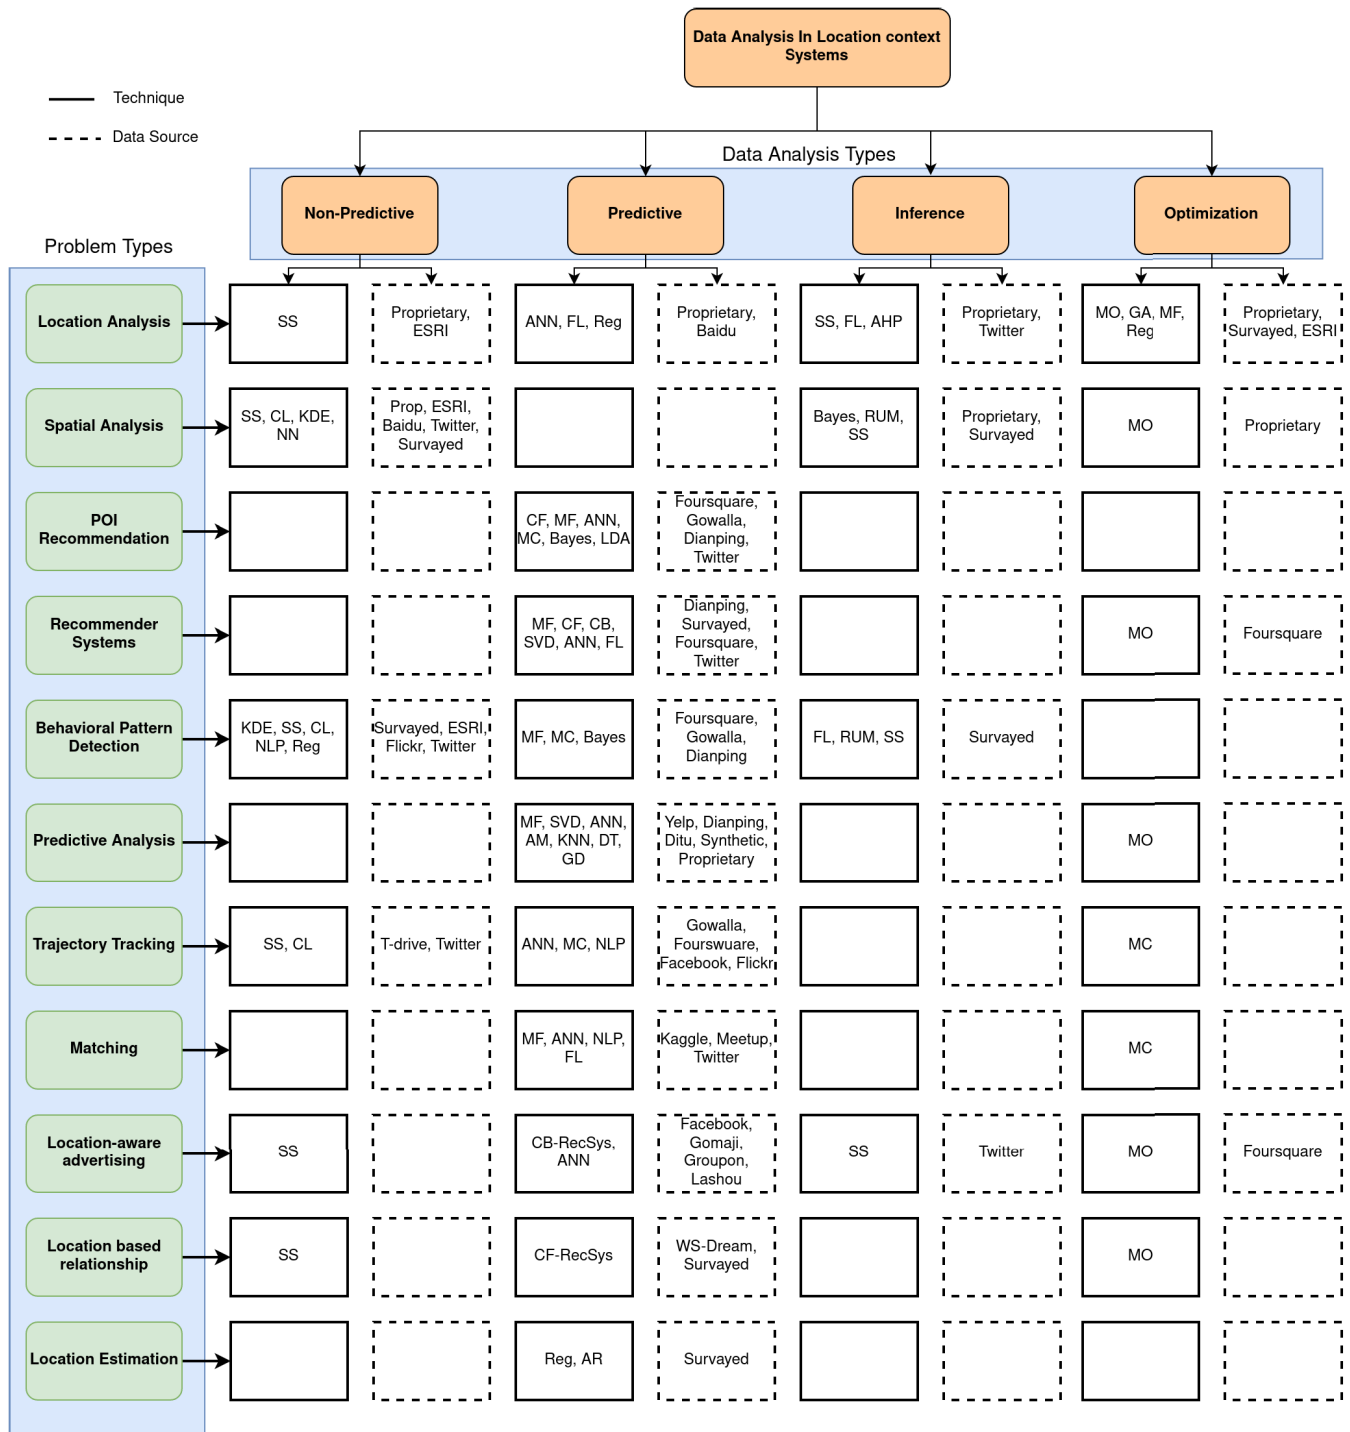 Data Analysis In Location context
Systems
Technique
Data Source
Data Analysis Types
Non-Predictive
Predictive
Inference
Optimization
Problem Types
Location Analysis
SS
Proprietary,
ESRI
ANN, FL, Reg
Proprietary,
Baidu
SS, FL, AHP
Proprietary,
Twitter
MO, GA, MF,
Reg
Proprietary,
Survayed, ESRI
Spatial Analysis
SS, CL, KDE,
NN
Prop, ESRI,
Baidu, Twitter,
Survayed
Bayes, RUM,
SS
Proprietary,
Survayed
MO
Proprietary
POI
Recommendation
CF, MF, ANN,
MC, Bayes, LDA
Foursquare,
Gowalla,
Dianping,
Twitter
Recommender
Systems
MF, CF, CB,
SVD, ANN, FL
Dianping,
Survayed,
Foursquare,
Twitter
MO
Foursquare
Behavioral Pattern
Detection
KDE, SS, CL,
NLP, Reg
Survayed, ESRI,
Flickr, Twitter
MF, MC, Bayes
Foursquare,
Gowalla,
Dianping
FL, RUM, SS
Survayed
Predictive Analysis
MF, SVD, ANN,
AM, KNN, DT,
GD
Yelp, Dianping,
Ditu, Synthetic,
Proprietary
MO
Trajectory Tracking
SS, CL
T-drive, Twitter
ANN, MC, NLP
Gowalla,
Fourswuare,
Facebook, Flickr
MC
Matching
MF, ANN, NLP,
FL
Kaggle, Meetup,
Twitter
MC
Location-aware
advertising
SS
CB-RecSys,
ANN
Facebook,
Gomaji,
Groupon,
Lashou
SS
Twitter
MO
Foursquare
Location based
relationship
SS
CF-RecSys
WS-Dream,
Survayed
MO
Location Estimation
Reg, AR
Survayed